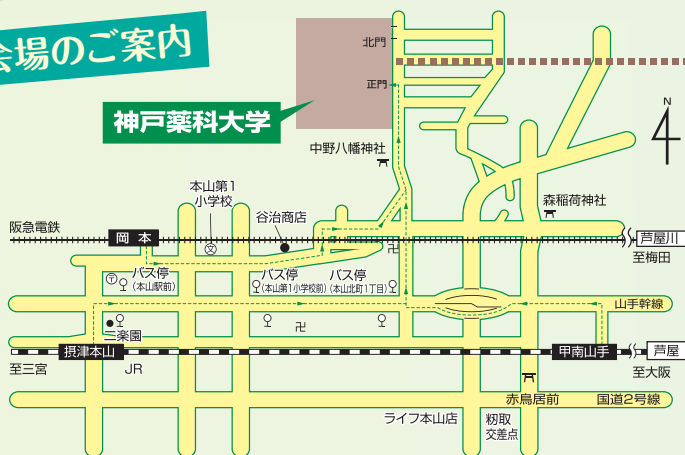 会場のご案内
北門
正門
神戸薬科大学
N
中野八幡神社
本山第1
小学校
谷治商店
森稲荷神社
阪急電鉄
岡本
文
卍
芦屋川
至梅田
〒
バス停
(本山駅前)
バス停
(本山第1小学校前)
バス停
(本山北町1丁目)
山手幹線
二楽園
卍
摂津本山
甲南山手
芦屋
至三宮
JR
至大阪
赤鳥居前
国道2号線
ライフ本山店
籾取
交差点